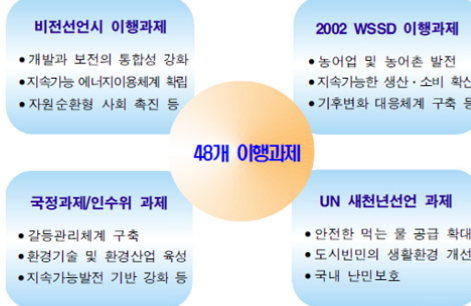 비전선언시 이행과제
• 개발과 보전의 통합성 강화
• 지속가능 에너지이용체계 확립
• 자원순환형 사회 촉진 등
2002 WSSD 이행과제
• 농어업 및 농어촌 발전
• 지속가능한 생산·소비 확산
• 기후변화 대응체계 구축 등
48개 이행과제
국정과제/인수위 과제
• 갈등관리체계 구축
• 환경기술 및 환경산업 육성
• 지속가능발전 기반 강화 등
UN 새천년선언 과제
• 안전한 먹는 물 공급 확대
• 도시빈민의 생활환경 개선
• 국내 난민보호